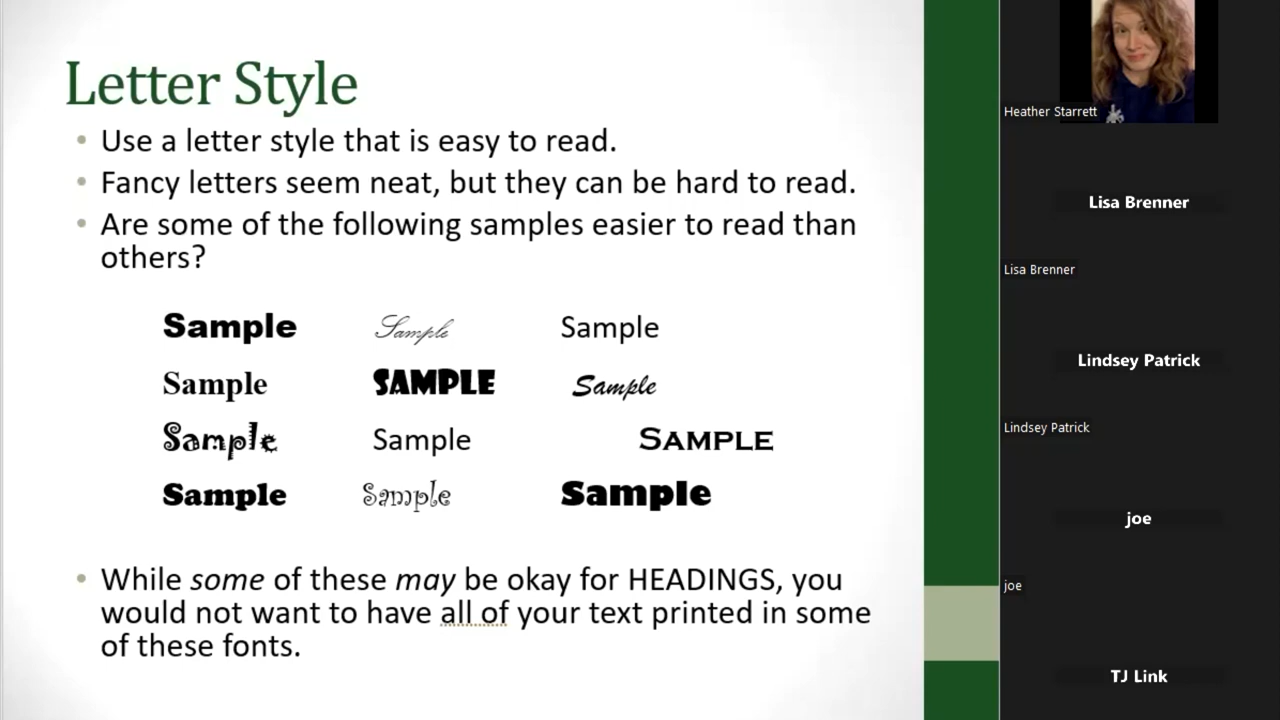 Letter Style
Use a letter style that is easy to read.
Fancy letters seem neat, but they can be hard to read.
Are some of the following samples easier to read than
others?
Sample Sample Sample
Sample SAMPLE Sample
Sample Sample SAMPLE
Sample Sample Sample
While some of these may be okay for HEADINGS, you
would not want to have all of your text printed in some
of these fonts.
Heather Starrett
Lisa Brenner
Lisa Brenner
Lindsey Patrick
Lindsey Patrick
joe
joe
TJ Link